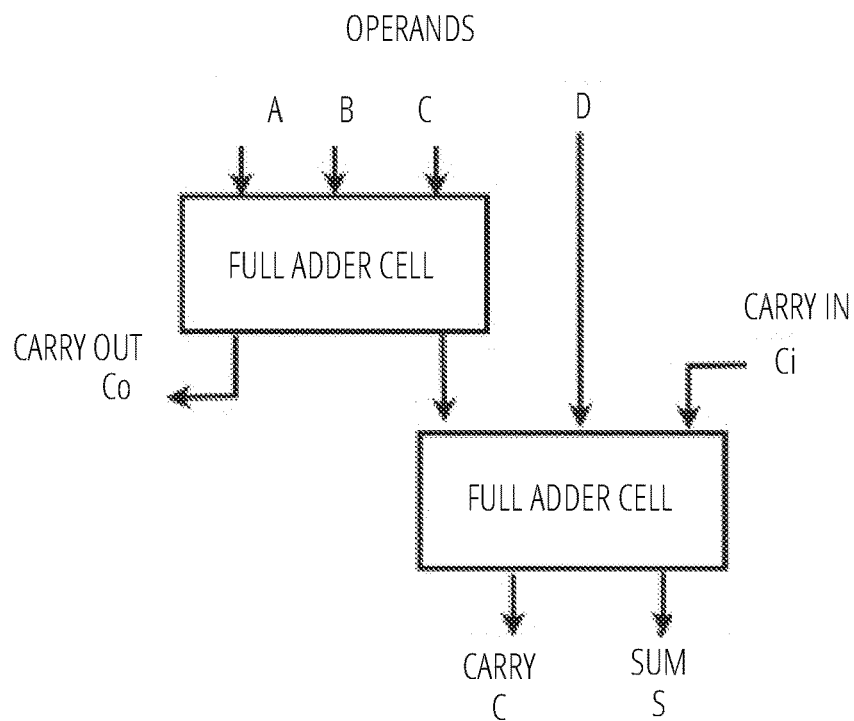 OPERANDS
A B C D
FULL ADDER CELL
CARRY IN
Ci
CARRY OUT
Co
FULL ADDER CELL
CARRY
C
SUM
S